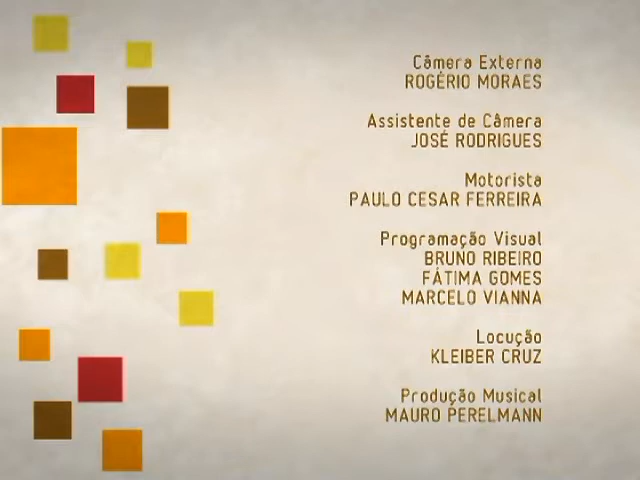 Câmera Externa
ROGÉRIO MORAES
Assistente de Câmera
JOSÉ RODRIGUES
Motorista
PAULO CESAR FERREIRA
Programação Visual
BRUNO RIBEIRO
FÁTIMA GOMES
MARCELO VIANNA
Locução
KLEIBER CRUZ
Produção Musical
MAURO PERELMANN